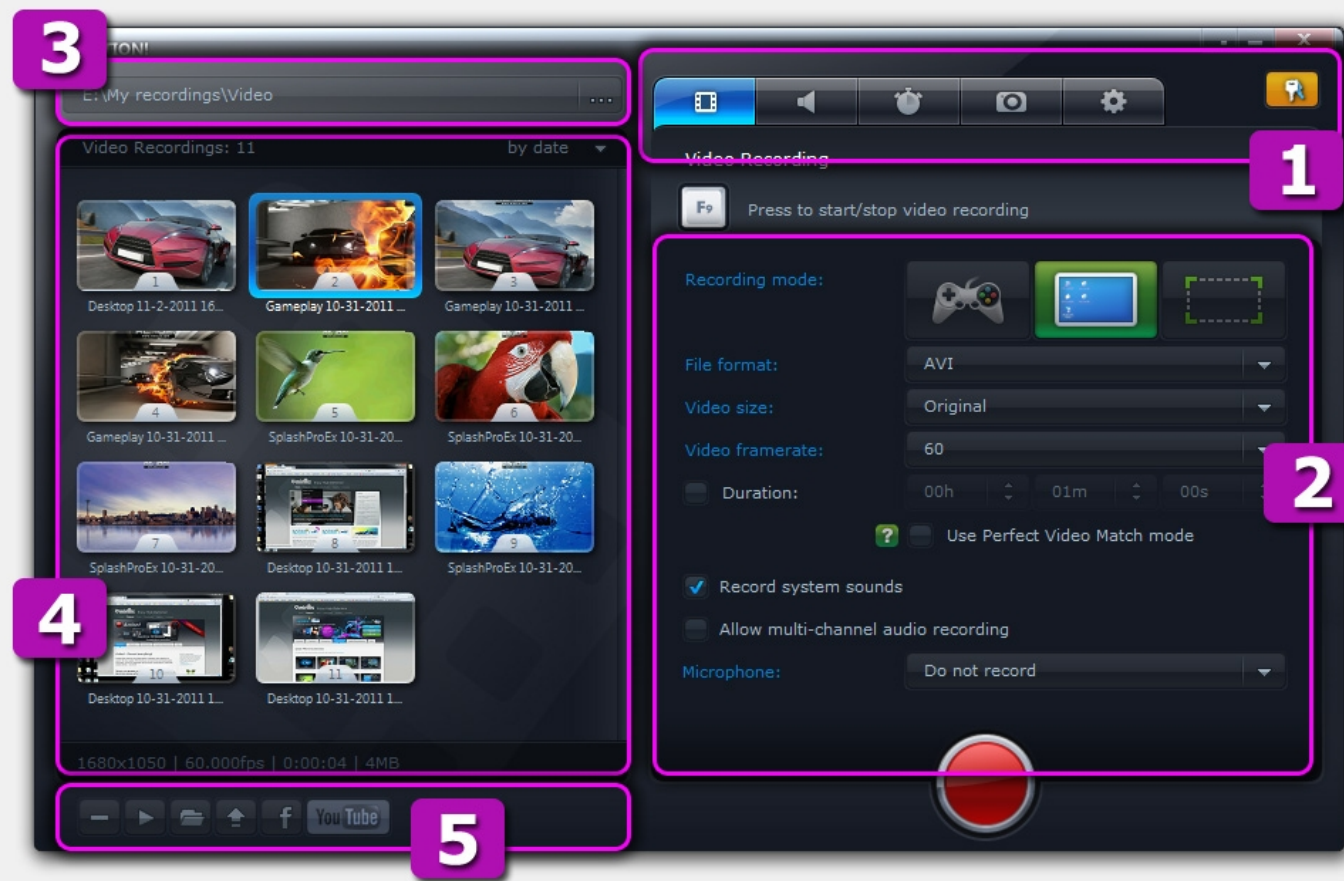 3
TION!
E:\My recordings\Video
...
1
Video Recordings: 11
by date
Video Recording
F9
Press to start/stop video recording
1
Desktop 11-2-2011 16...
2
Gameplay 10-31-2011 ...
3
Gameplay 10-31-2011 ...
4
Gameplay 10-31-2011 ...
5
SplashProEx 10-31-20...
6
SplashProEx 10-31-20...
7
SplashProEx 10-31-20...
8
Desktop 10-31-2011 1...
9
SplashProEx 10-31-20...
10
Desktop 10-31-2011 1...
11
Desktop 10-31-2011 1...
4
1680x1050 | 60.000fps | 0:00:04 | 4MB
f
YouTube
5
Recording mode:
File format:
AVI
Video size:
Original
Video framerate:
60
Duration:
00h
01m
00s
2
?
Use Perfect Video Match mode
Record system sounds
Allow multi-channel audio recording
Microphone:
Do not record